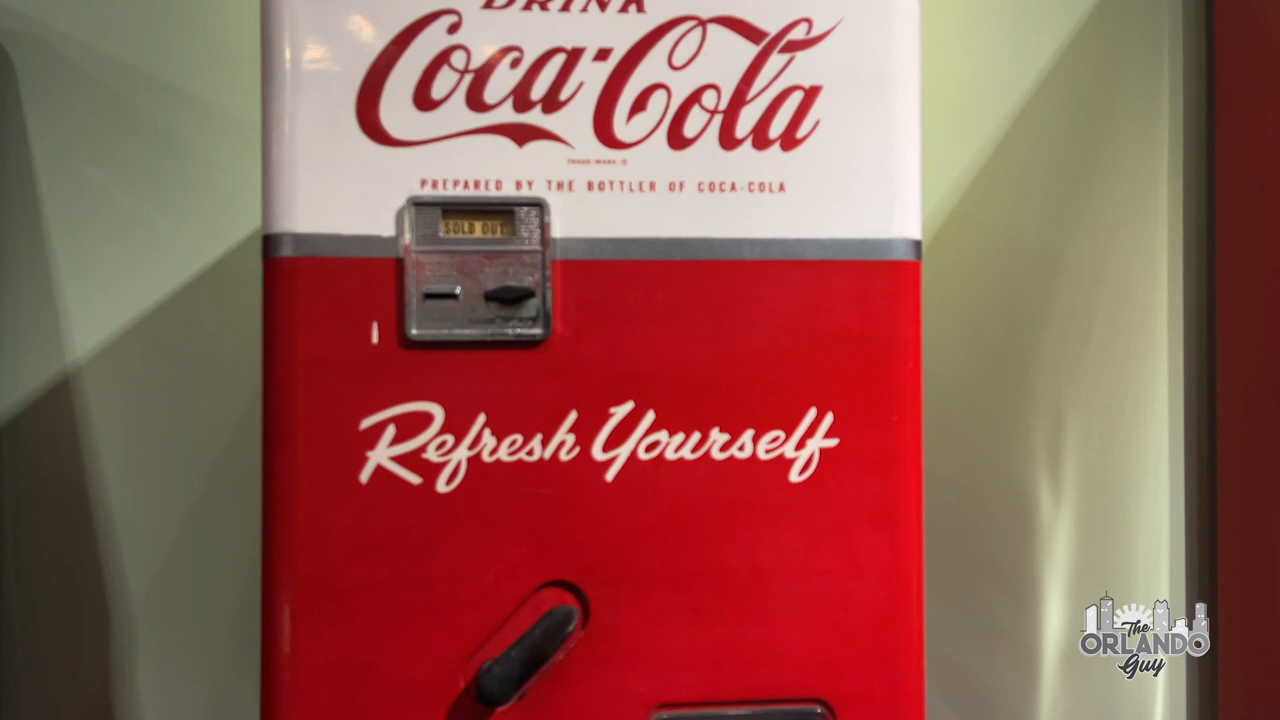 DRINK
Coca-Cola
TRADE-MARK ®
PREPARED BY THE BOTTLER OF COCA-COLA
SOLD OUT
Refresh Yourself
The
ORLANDO
Guy